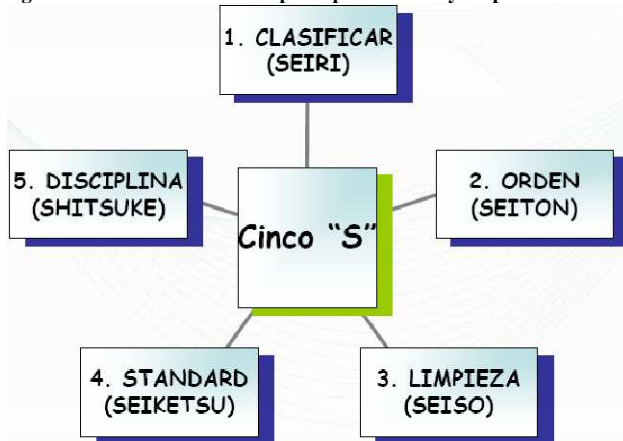 1. CLASIFICAR
(SEIRI)
5. DISCIPLINA
(SHITSUKE)
Cinco "S"
2. ORDEN
(SEITON)
4. STANDARD
(SEIKETSU)
3. LIMPIEZA
(SEISO)